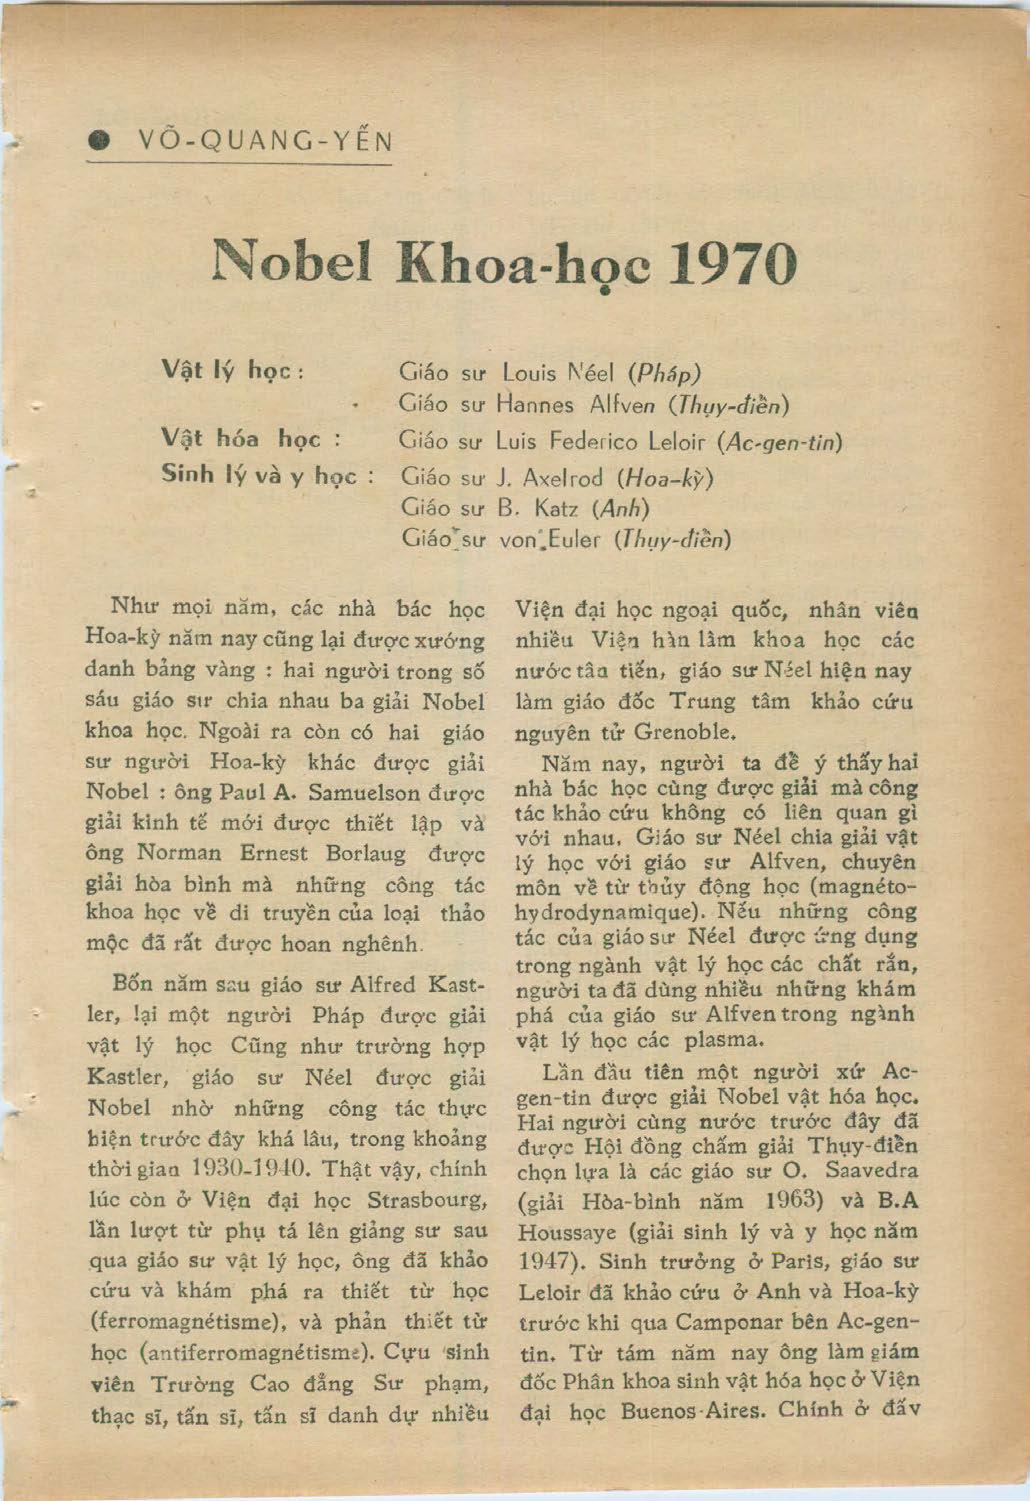 ● VÕ-QUANG-YẾN
Nobel Khoa-học 1970
Vật lý học : Giáo sư Louis Néel (Pháp)
Giáo sư Hannes Alfven (Thụy-điền)
Vật hóa học : Giáo sư Luis Federico Leloir (Ac-gen-tin)
Sinh lý và y học : Giáo sư J. Axelrod (Hoa-kỳ)
Giáo sư B. Katz (Anh)
Giáo sư von Euler (Thụy-điền)
Như mọi năm, các nhà bác học
Hoa-kỳ năm nay cũng lại được xướng
danh bảng vàng : hai người trong số
sáu giáo sư chia nhau ba giải Nobel
khoa học. Ngoài ra còn có hai giáo
sư người Hoa-kỳ khác được giải
Nobel : ông Paul A. Samuelson được
giải kinh tế mới được thiết lập và
ông Norman Ernest Borlaug được
giải hòa bình mà những công tác
khoa học về di truyền của loại thảo
mộc đã rất được hoan nghênh.
Bốn năm sau giáo sư Alfred Kast-
ler, lại một người Pháp được giải
vật lý học Cũng như trường hợp
Kastler, giáo sư Néel được giải
Nobel nhờ những công tác thực
hiện trước đây khá lâu, trong khoảng
thời gian 1930-1940. Thật vậy, chính
lúc còn ở Viện đại học Strasbourg,
lần lượt từ phụ tá lên giảng sư sau
qua giáo sư vật lý học, ông đã khảo
cứu và khám phá ra thiết từ học
(ferromagnétisme), và phản thiết từ
học (antiferromagnétisme). Cựu sinh
viên Trường Cao đẳng Sư phạm,
thạc sĩ, tấn sĩ, tấn sĩ danh dự nhiều
Viện đại học ngoại quốc, nhân viên
nhiều Viện hàn lâm khoa học các
nước tân tiến, giáo sư Néel hiện nay
làm giáo đốc Trung tâm khảo cứu
nguyên tử Grenoble.
Năm nay, người ta để ý thấy hai
nhà bác học cùng được giải mà công
tác khảo cứu không có liên quan gì
với nhau. Giáo sư Néel chia giải vật
lý học với giáo sư Alfven, chuyên
môn về từ thủy động học (magnéto-
hydrodynamique). Nếu những công
tác của giáo sư Néel được ứng dụng
trong ngành vật lý học các chất rắn,
người ta đã dùng nhiều những khám
phá của giáo sư Alfven trong ngành
vật lý học các plasma.
Lần đầu tiên một người xứ Ac-
gen-tin được giải Nobel vật hóa học.
Hai người cùng nước trước đây đã
được Hội đồng chấm giải Thụy-điền
chọn lựa là các giáo sư O. Saavedra
(giải Hòa-bình năm 1963) và B.A
Houssaye (giải sinh lý và y học năm
1947). Sinh trưởng ở Paris, giáo sư
Leloir đã khảo cứu ở Anh và Hoa-kỳ
trước khi qua Camponar bên Ac-gen-
tin. Từ tám năm nay ông làm giám
đốc Phân khoa sinh vật hóa học ở Viện
đại học Buenos-Aires. Chính ở đấy